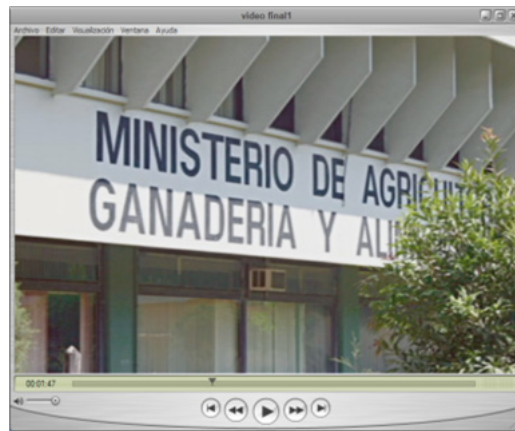 video final1
Archivo Editar Visualización Ventana Ayuda
MINISTERIO DE
GANADERIA Y
00:01:47